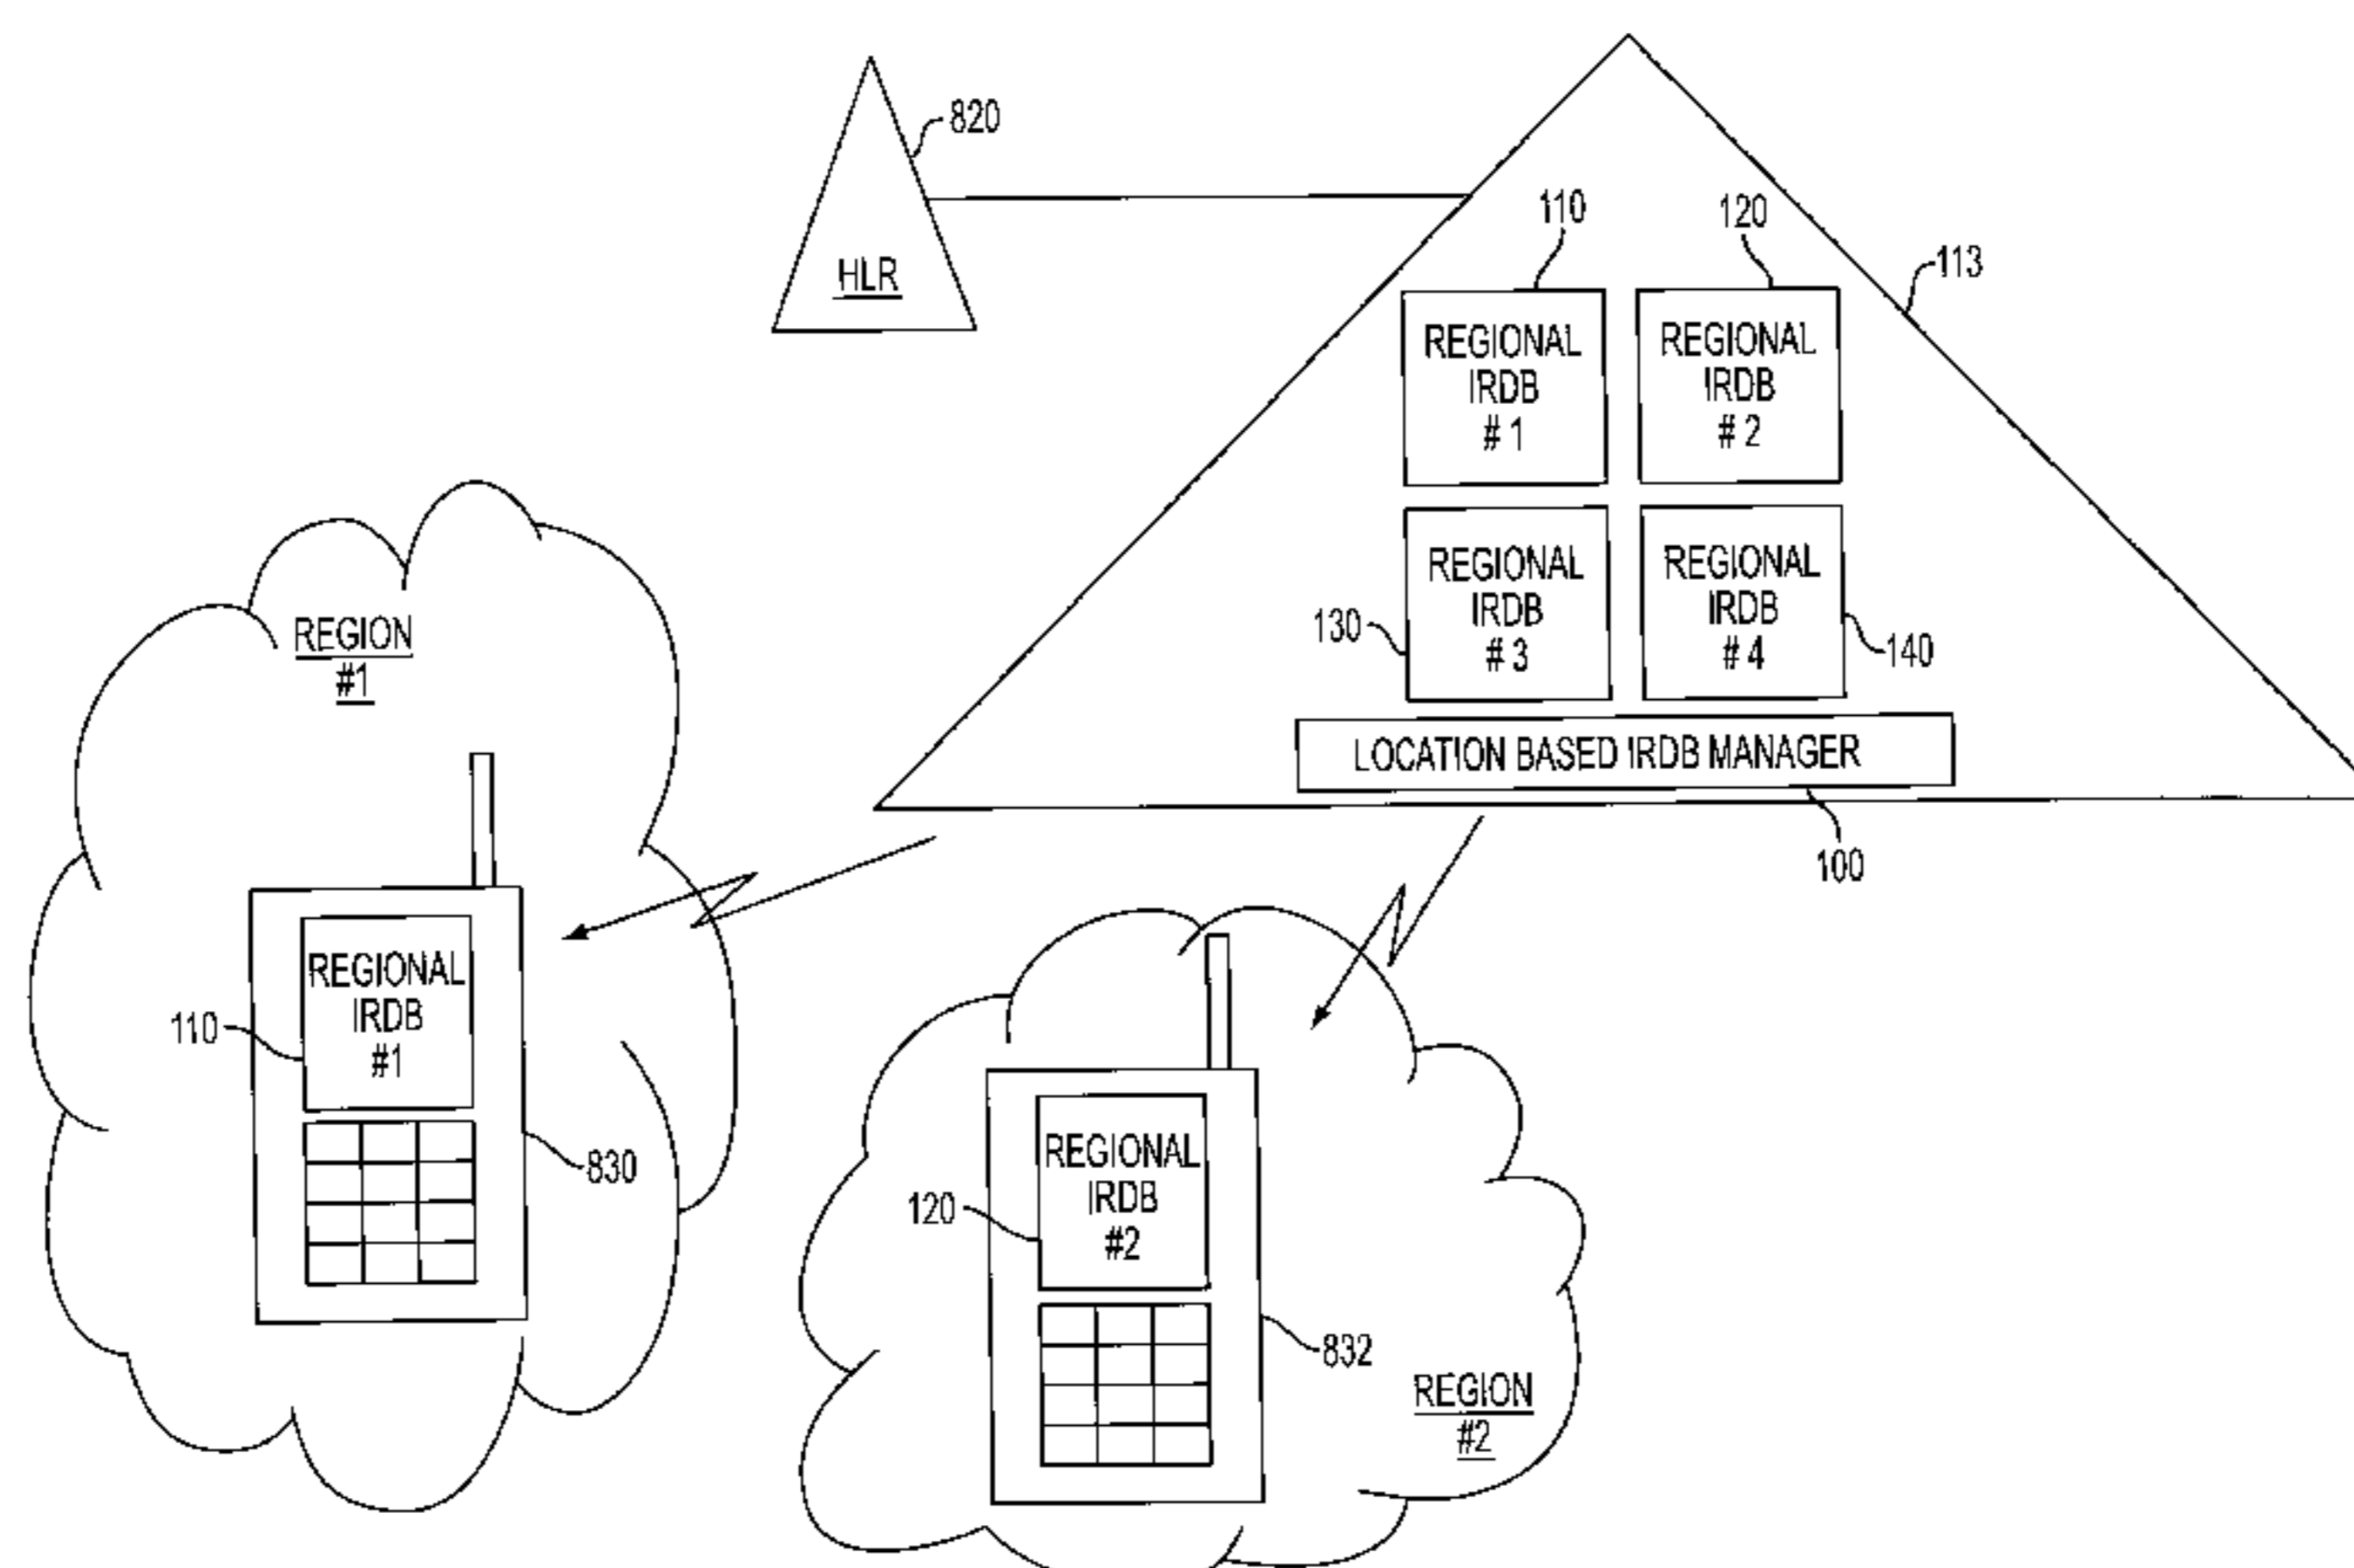 820
HLR
110
120
113
REGIONAL
IRDB
# 1
REGIONAL
IRDB
# 2
REGIONAL
IRDB
# 3
REGIONAL
IRDB
# 4
130
140
LOCATION BASED IRDB MANAGER
100
REGION
#1
REGIONAL
IRDB
#1
110
830
REGIONAL
IRDB
#2
120
832
REGION
#2